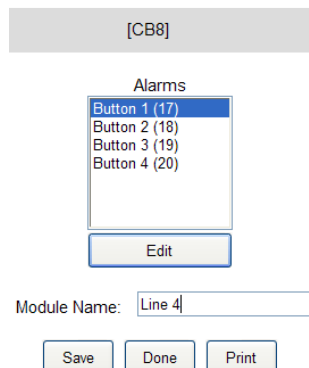 [CB8]
Alarms
Button 1 (17)
Button 2 (18)
Button 3 (19)
Button 4 (20)
Edit
Module Name: Line 4
Save Done Print